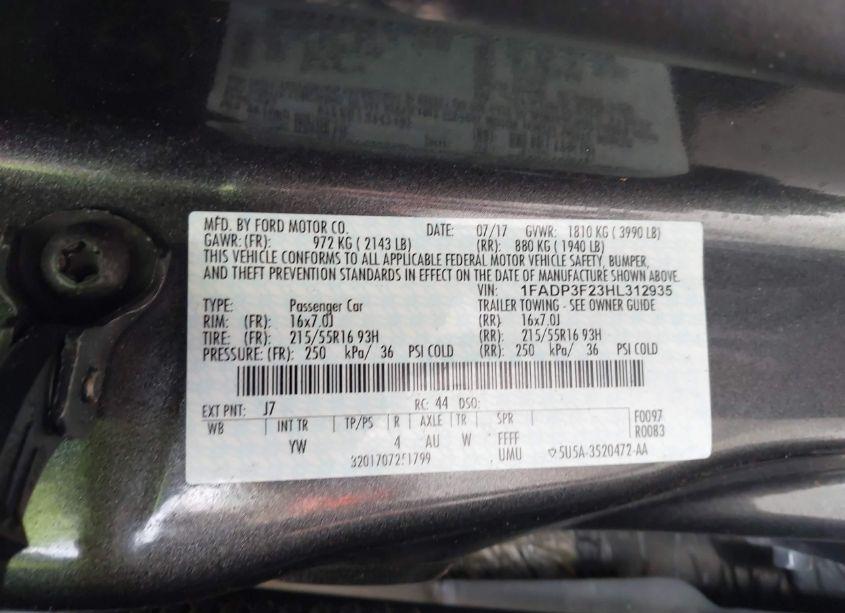 MFD. BY FORD MOTOR CO. DATE: 07/17 GVWR: 1810 KG ( 3990 LB)
GAWR: (FR): 972 KG ( 2143 LB) (RR): 880 KG ( 1940 LB)
THIS VEHICLE CONFORMS TO ALL APPLICABLE FEDERAL MOTOR VEHICLE SAFETY, BUMPER,
AND THEFT PREVENTION STANDARDS IN EFFECT ON THE DATE OF MANUFACTURE SHOWN ABOVE.
VIN: 1FADP3F23HL312935
TYPE: Passenger Car TRAILER TOWING - SEE OWNER GUIDE
RIM: (FR): 16x7.0J (RR) 16x7.0J
TIRE: (FR): 215/55R16 93H (RR): 215/55R16 93H
PRESSURE: (FR): 250 kPa/ 36 PSI COLD (RR): 250 kPa/ 36 PSI COLD
EXT PNT: J7 RC: 44 DSO:
WB INT TR TP/PS R AXLE TR SPR F0097
YW 4 AU W FFFF R0083
3201707251799 UMU 5U5A-3520472-AA